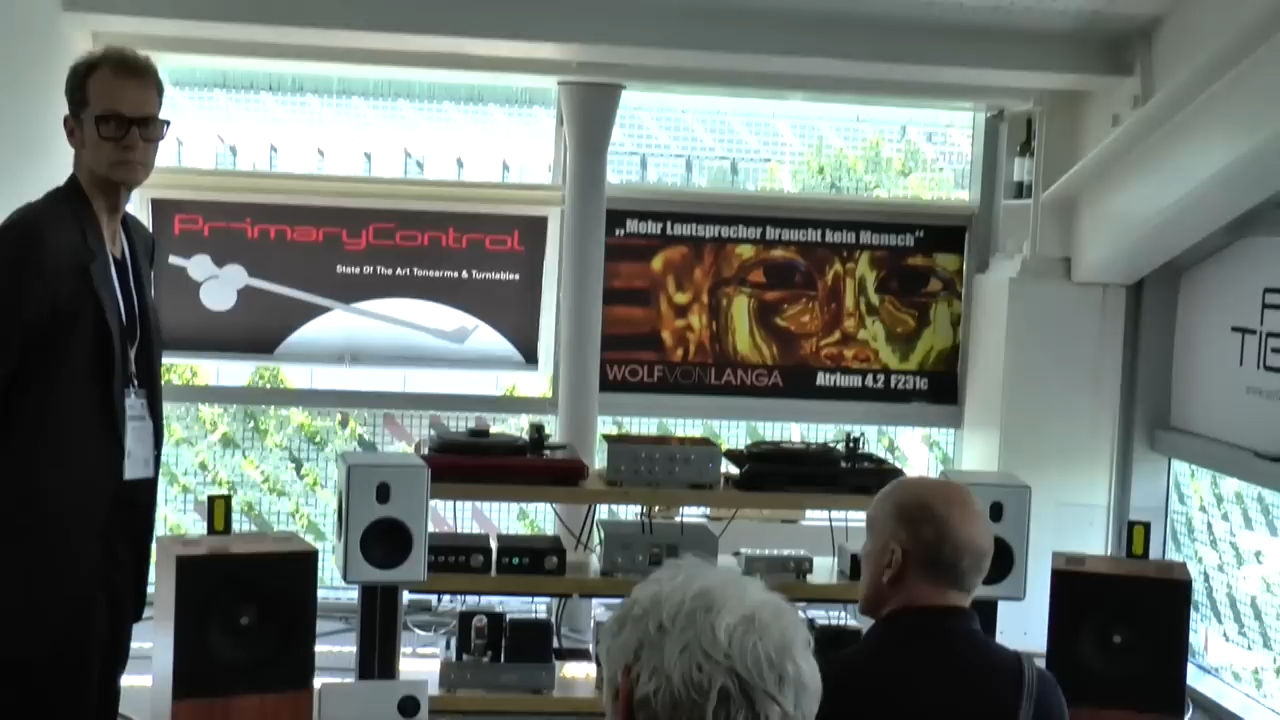 PrimaryControl
State Of The Art Tonearms & Turntables
„Mehr Lautsprecher braucht kein Mensch“
WOLFVONLANGA
Atrium 4.2 F231c